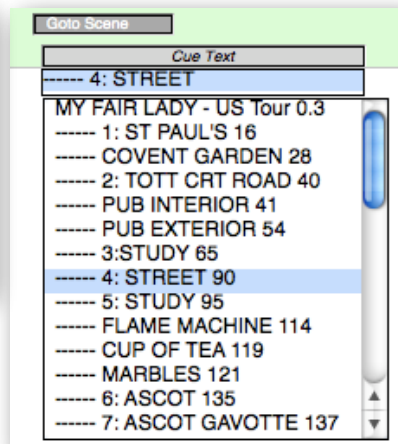 Goto Scene
Cue Text
------ 4: STREET
MY FAIR LADY - US Tour 0.3
------ 1: ST PAUL'S 16
------ COVENT GARDEN 28
------ 2: TOTT CRT ROAD 40
------ PUB INTERIOR 41
------ PUB EXTERIOR 54
------ 3:STUDY 65
------ 4: STREET 90
------ 5: STUDY 95
------ FLAME MACHINE 114
------ CUP OF TEA 119
------ MARBLES 121
------ 6: ASCOT 135
------ 7: ASCOT GAVOTTE 137